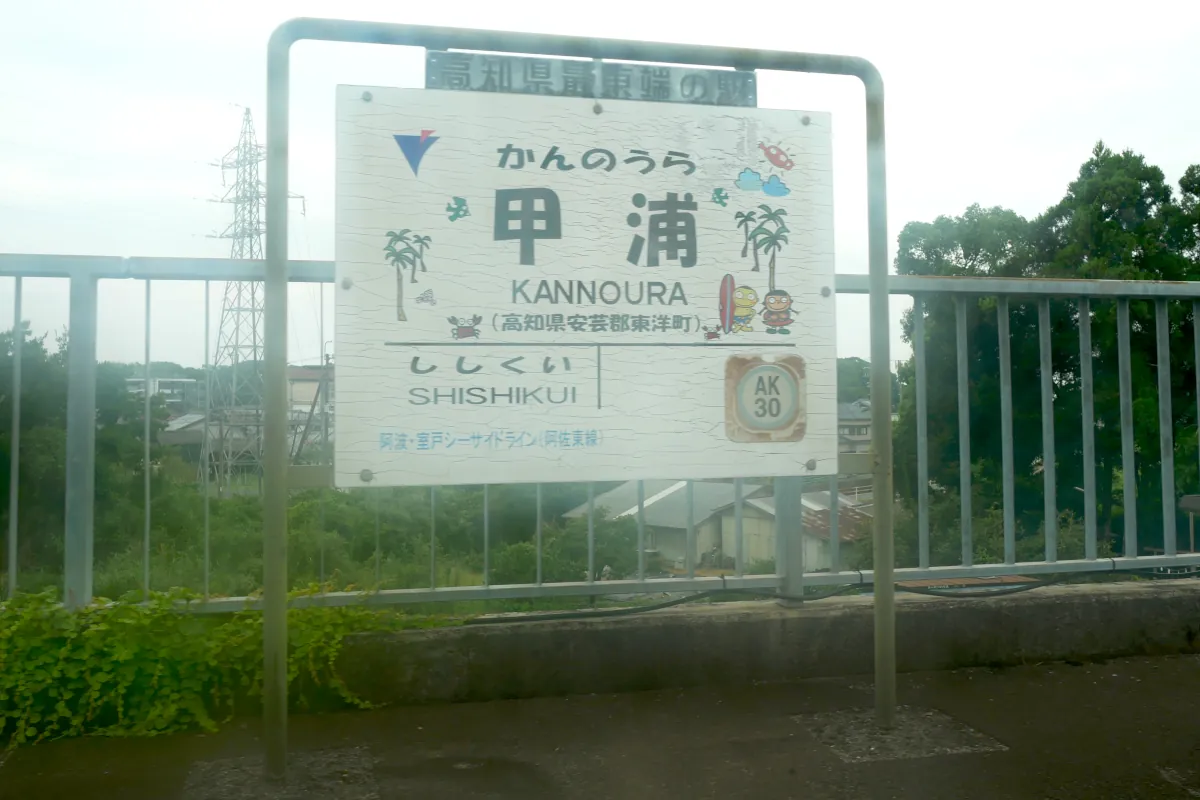 高知県最東端の駅
かんのうら
甲 浦
KANNOURA
(高知県安芸郡東洋町)
ししくい
SHISHIKUI
AK
30
阿波・室戸シーサイドライン(阿佐東線)